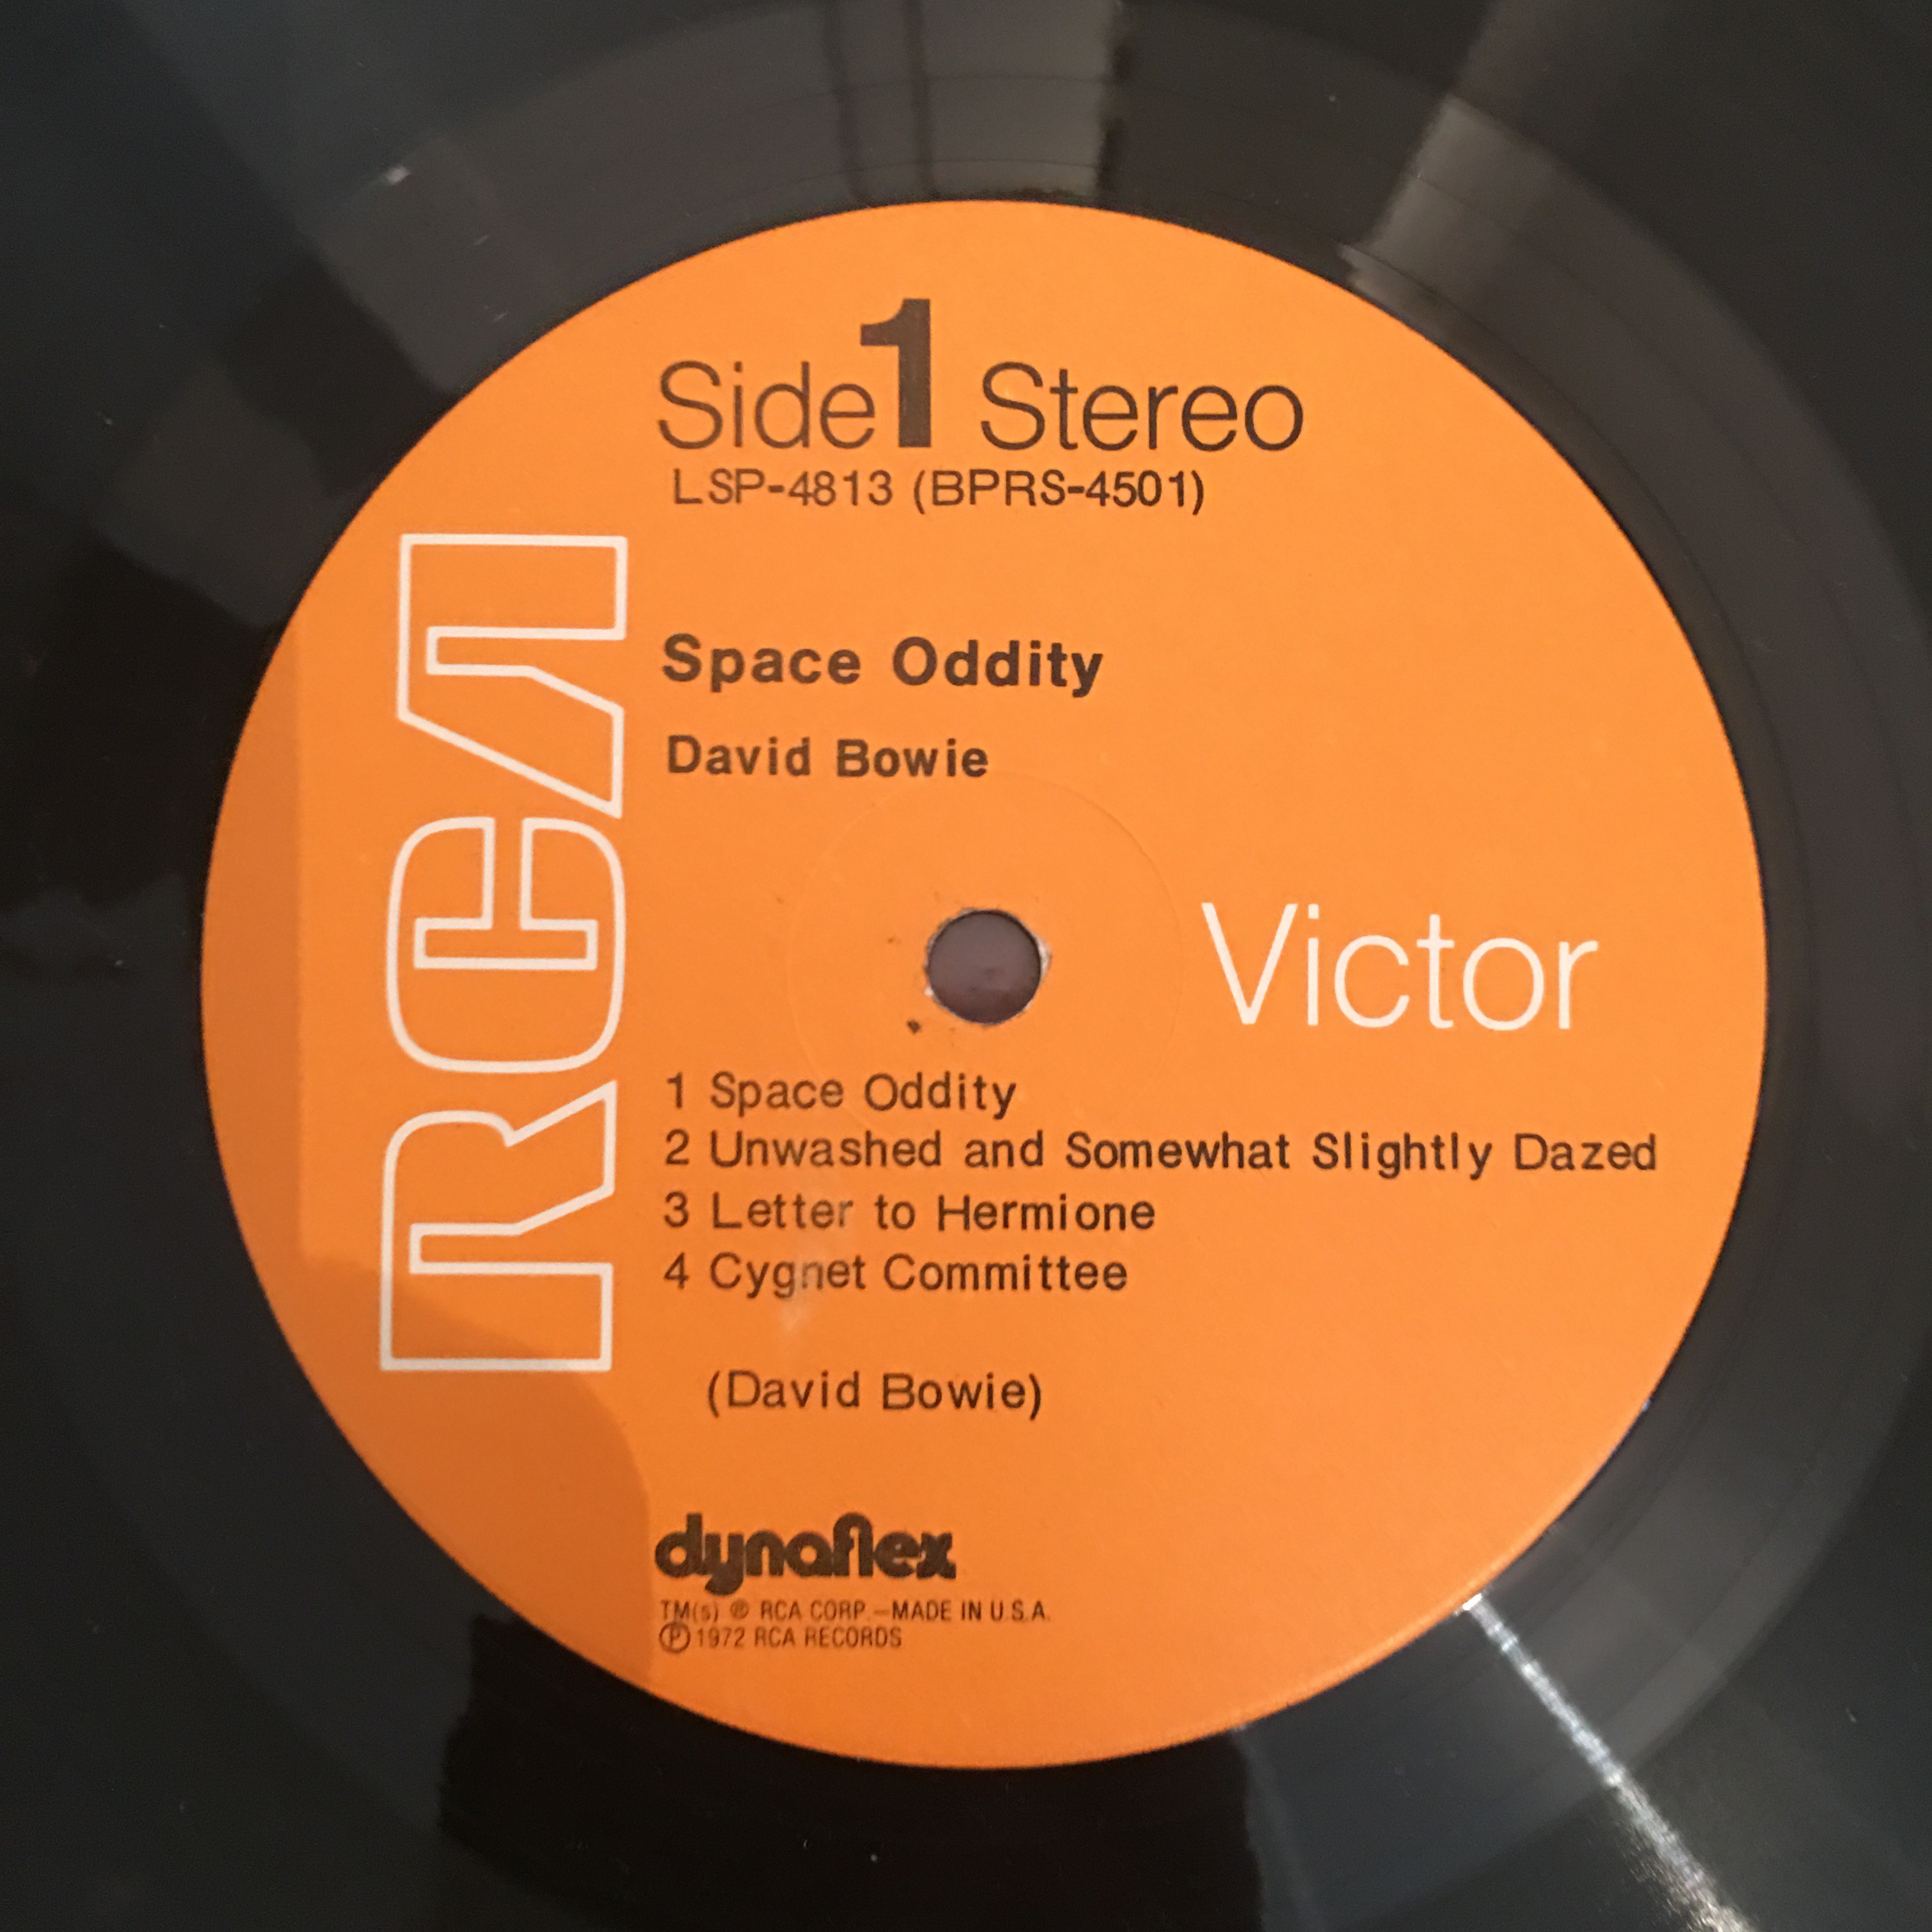 Side 1 Stereo
LSP-4813 (BPRS-4501)
RCA
Space Oddity
David Bowie
Victor
1 Space Oddity
2 Unwashed and Somewhat Slightly Dazed
3 Letter to Hermione
4 Cygnet Committee
(David Bowie)
dynaflex
TM(s) ® RCA CORP.—MADE IN U.S.A.
℗ 1972 RCA RECORDS